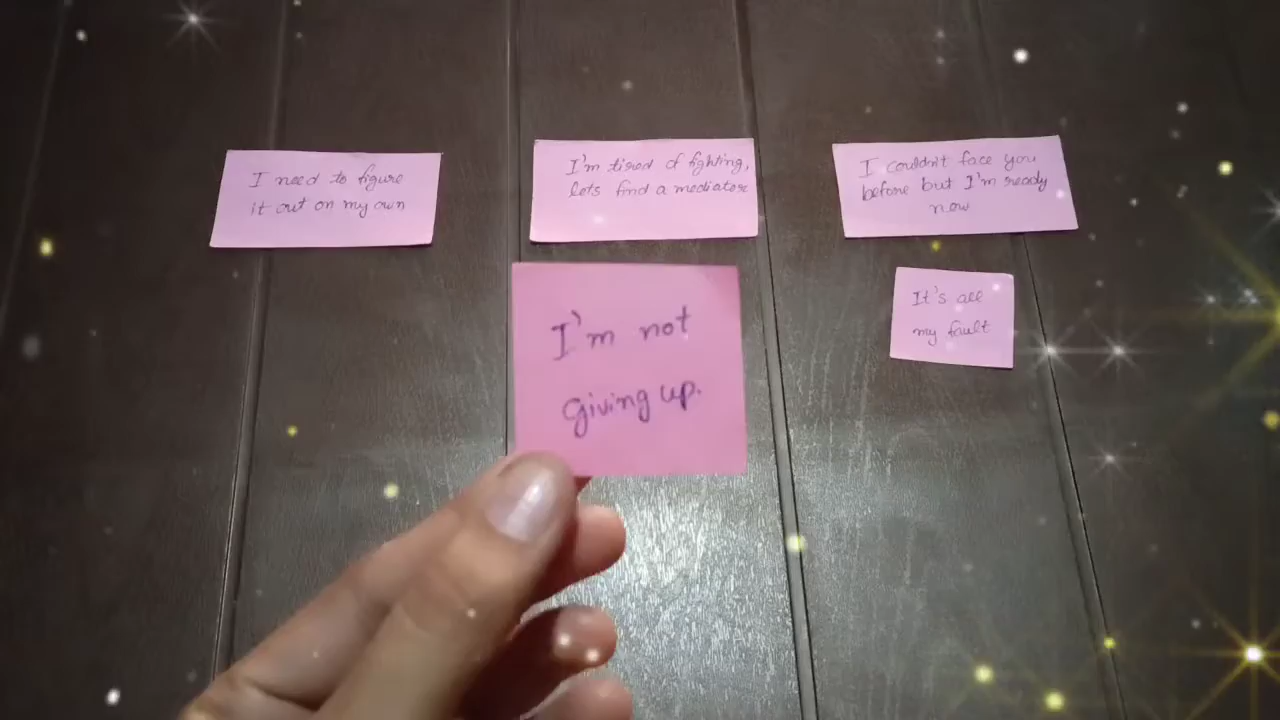 I need to figure
it out on my own
I'm tired of fighting,
lets find a mediator
I couldn't face you
before but I'm ready
now
I'm not
giving up.
It's all
my fault